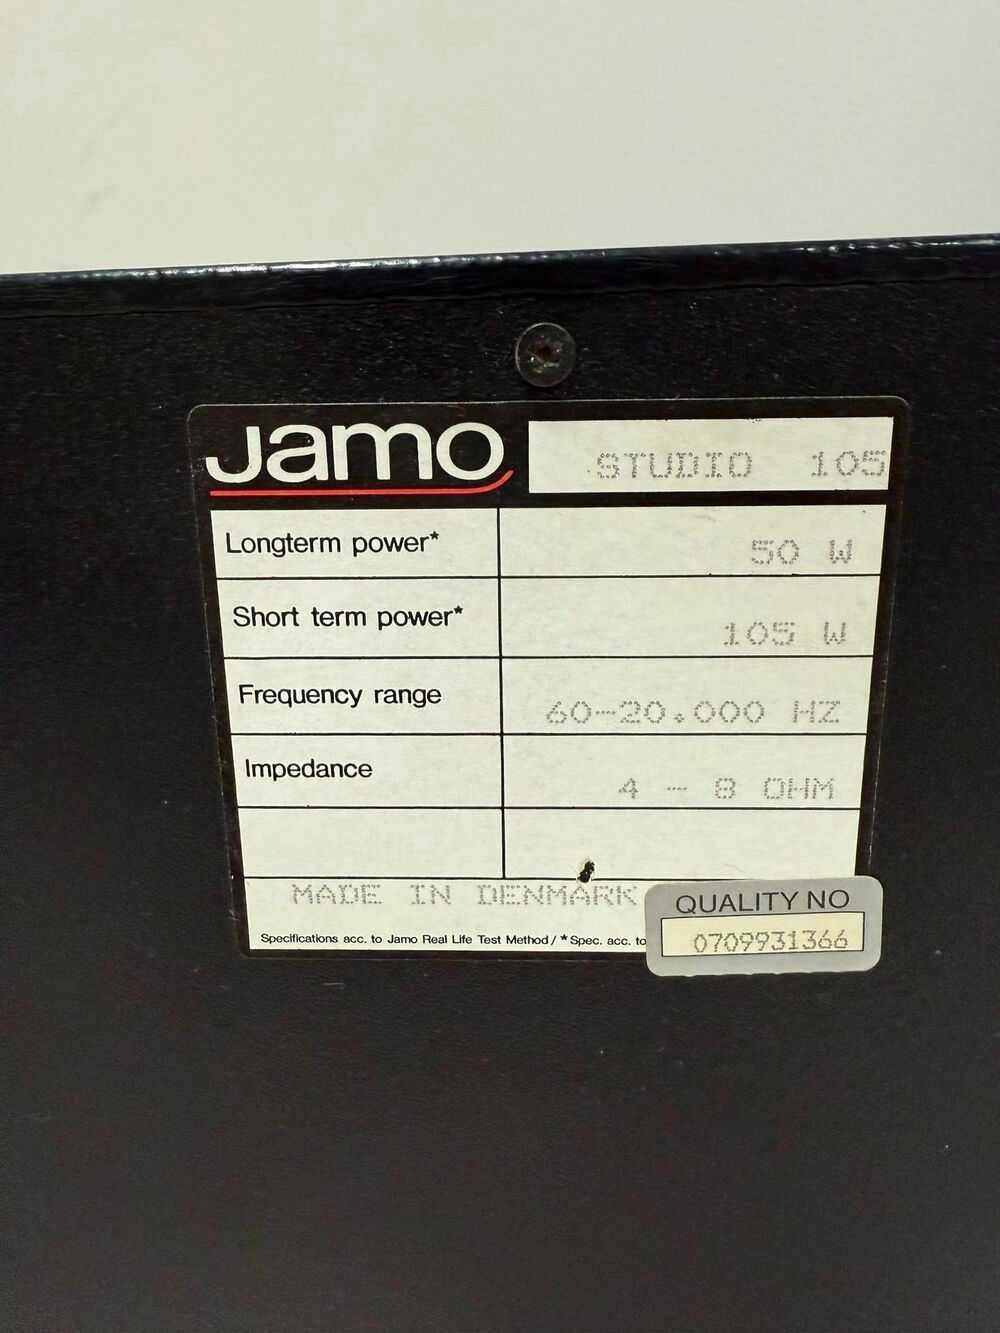 Jamo STUDIO 105
Longterm power* 50 W
Short term power* 105 W
Frequency range 60-20.000 HZ
Impedance 4 - 8 OHM
MADE IN DENMARK
QUALITY NO
Specifications acc. to Jamo Real Life Test Method / *Spec. acc. to
0709931366